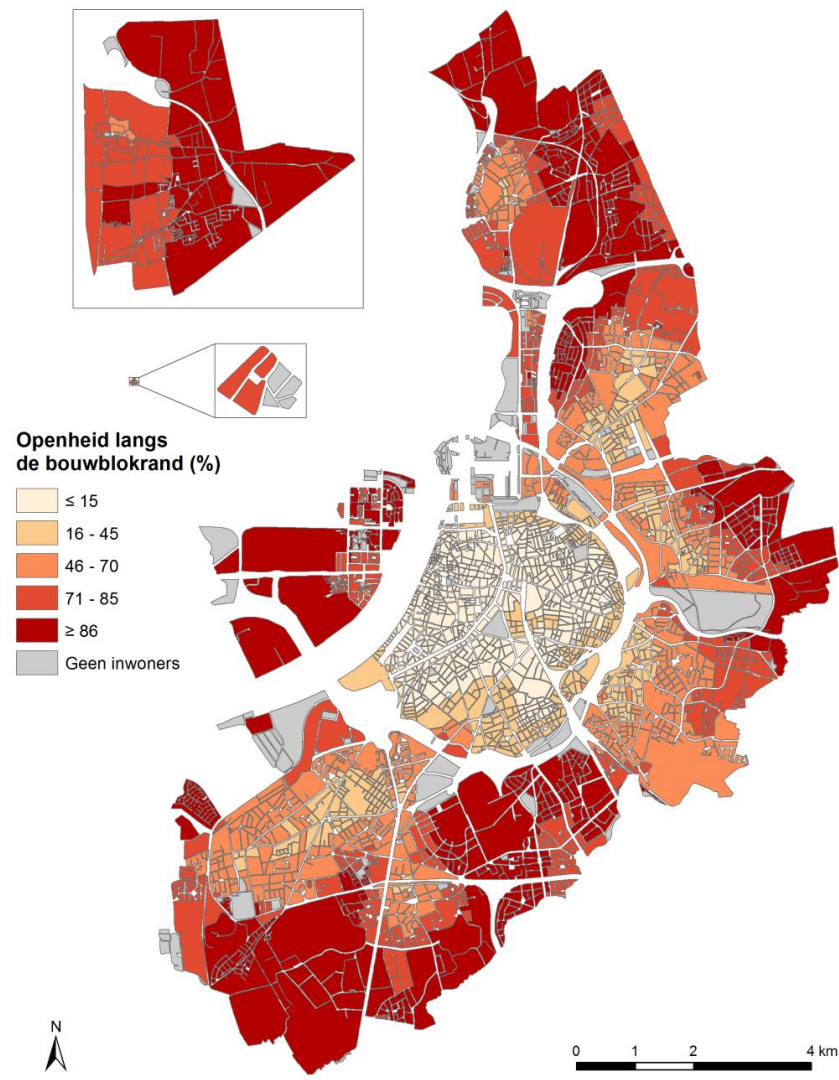 Openheid langs
de bouwblokrand (%)
≤ 15
16 - 45
46 - 70
71 - 85
≥ 86
Geen inwoners
N
0 1 2 4 km